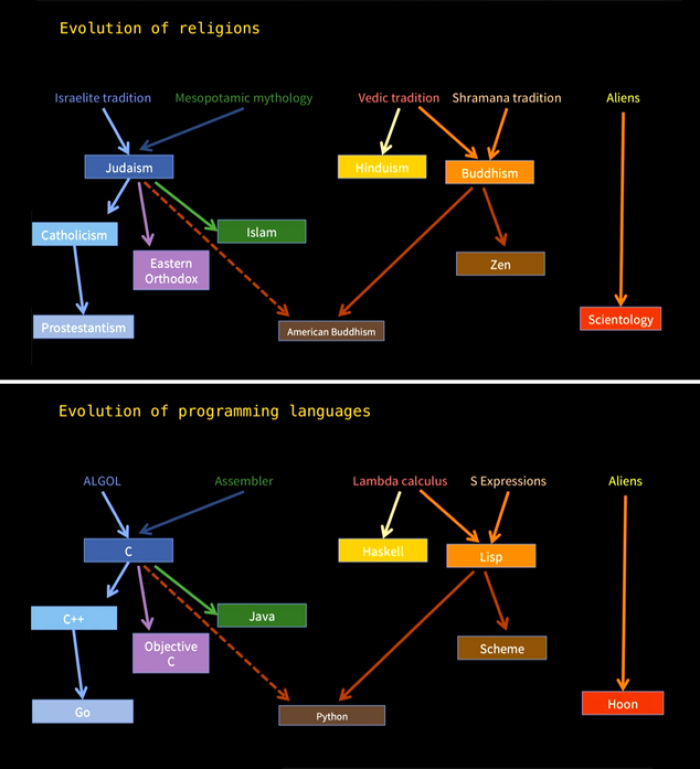 Evolution of religions
Israelite tradition
Mesopotamic mythology
Vedic tradition
Shramana tradition
Aliens
Judaism
Hinduism
Buddhism
Catholicism
Islam
Eastern
Orthodox
Zen
Prostestantism
American Buddhism
Scientology
Evolution of programming languages
ALGOL
Assembler
Lambda calculus
S Expressions
Aliens
C
Haskell
Lisp
C++
Java
Objective
C
Scheme
Go
Python
Hoon